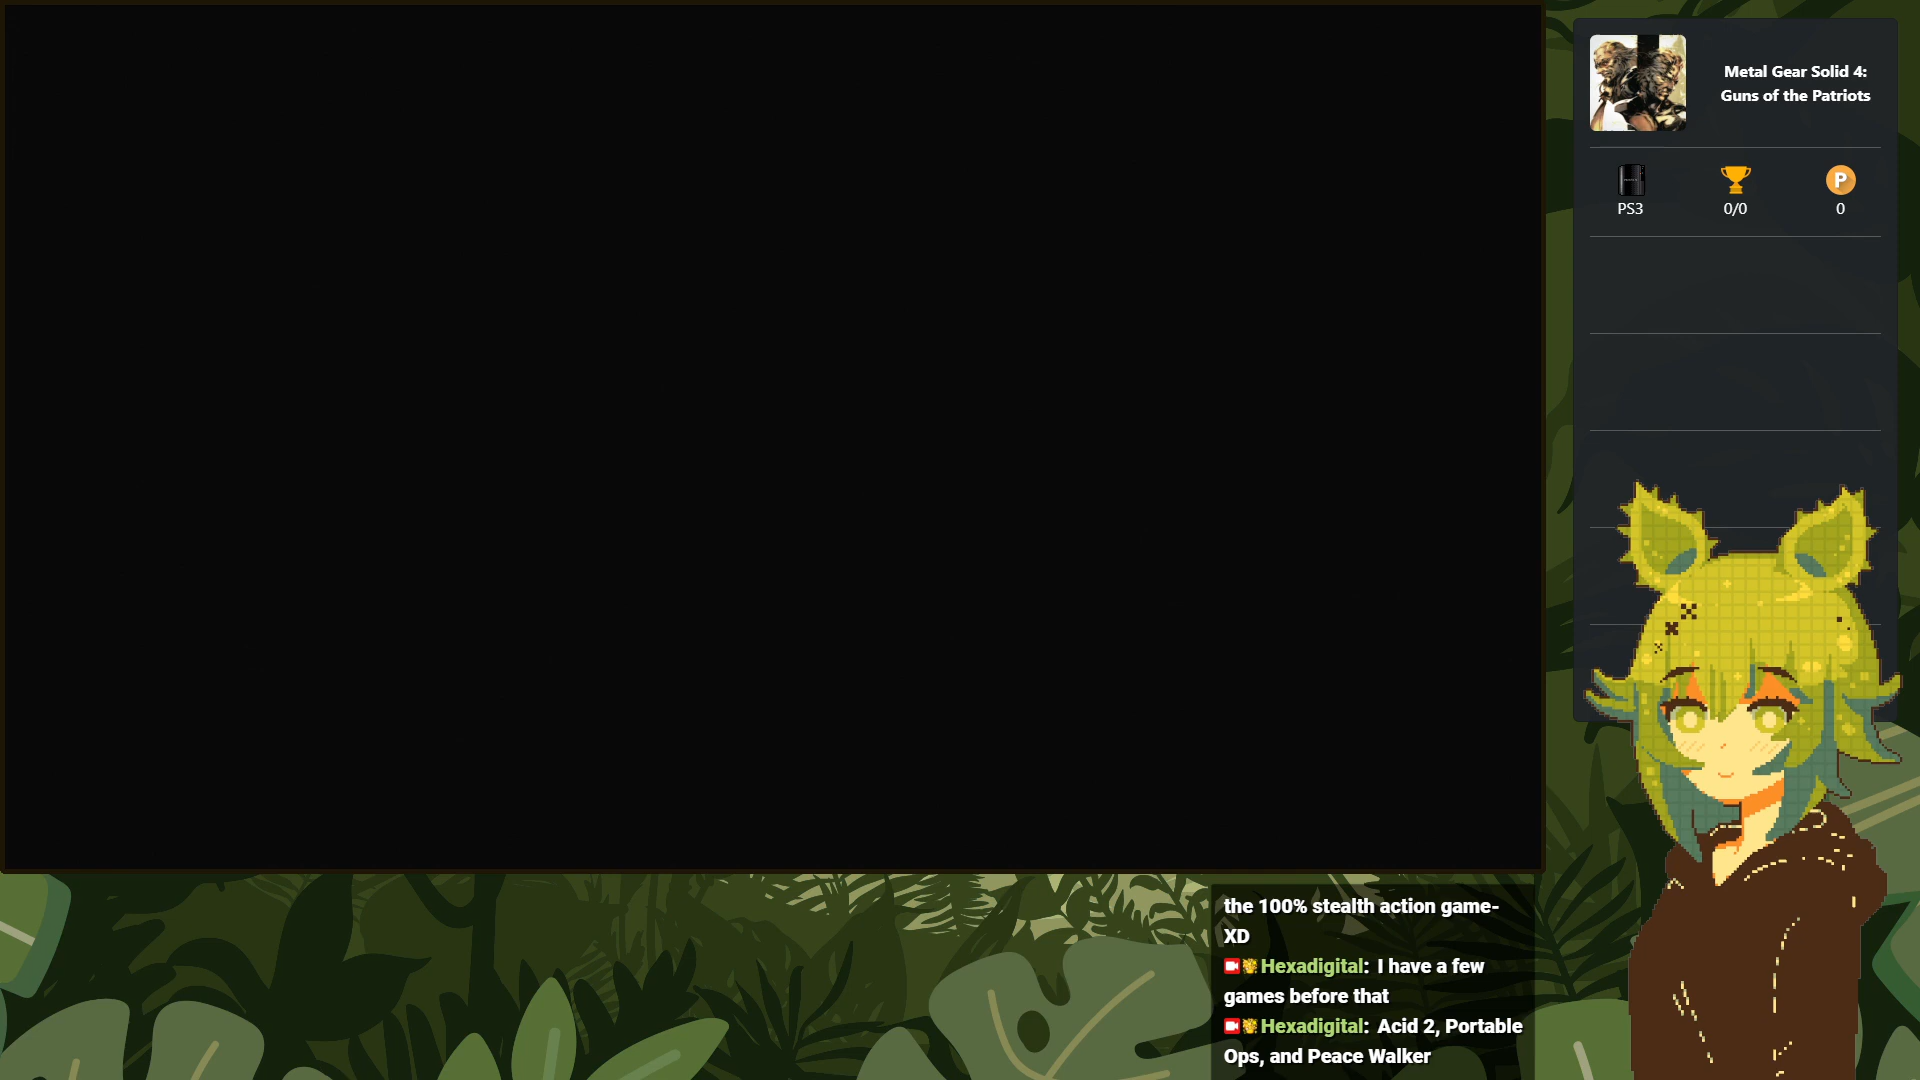 Metal Gear Solid 4:
Guns of the Patriots
PS3
0/0
P
0
the 100% stealth action game-
XD
Hexadigital: I have a few
games before that
Hexadigital: Acid 2, Portable
Ops, and Peace Walker